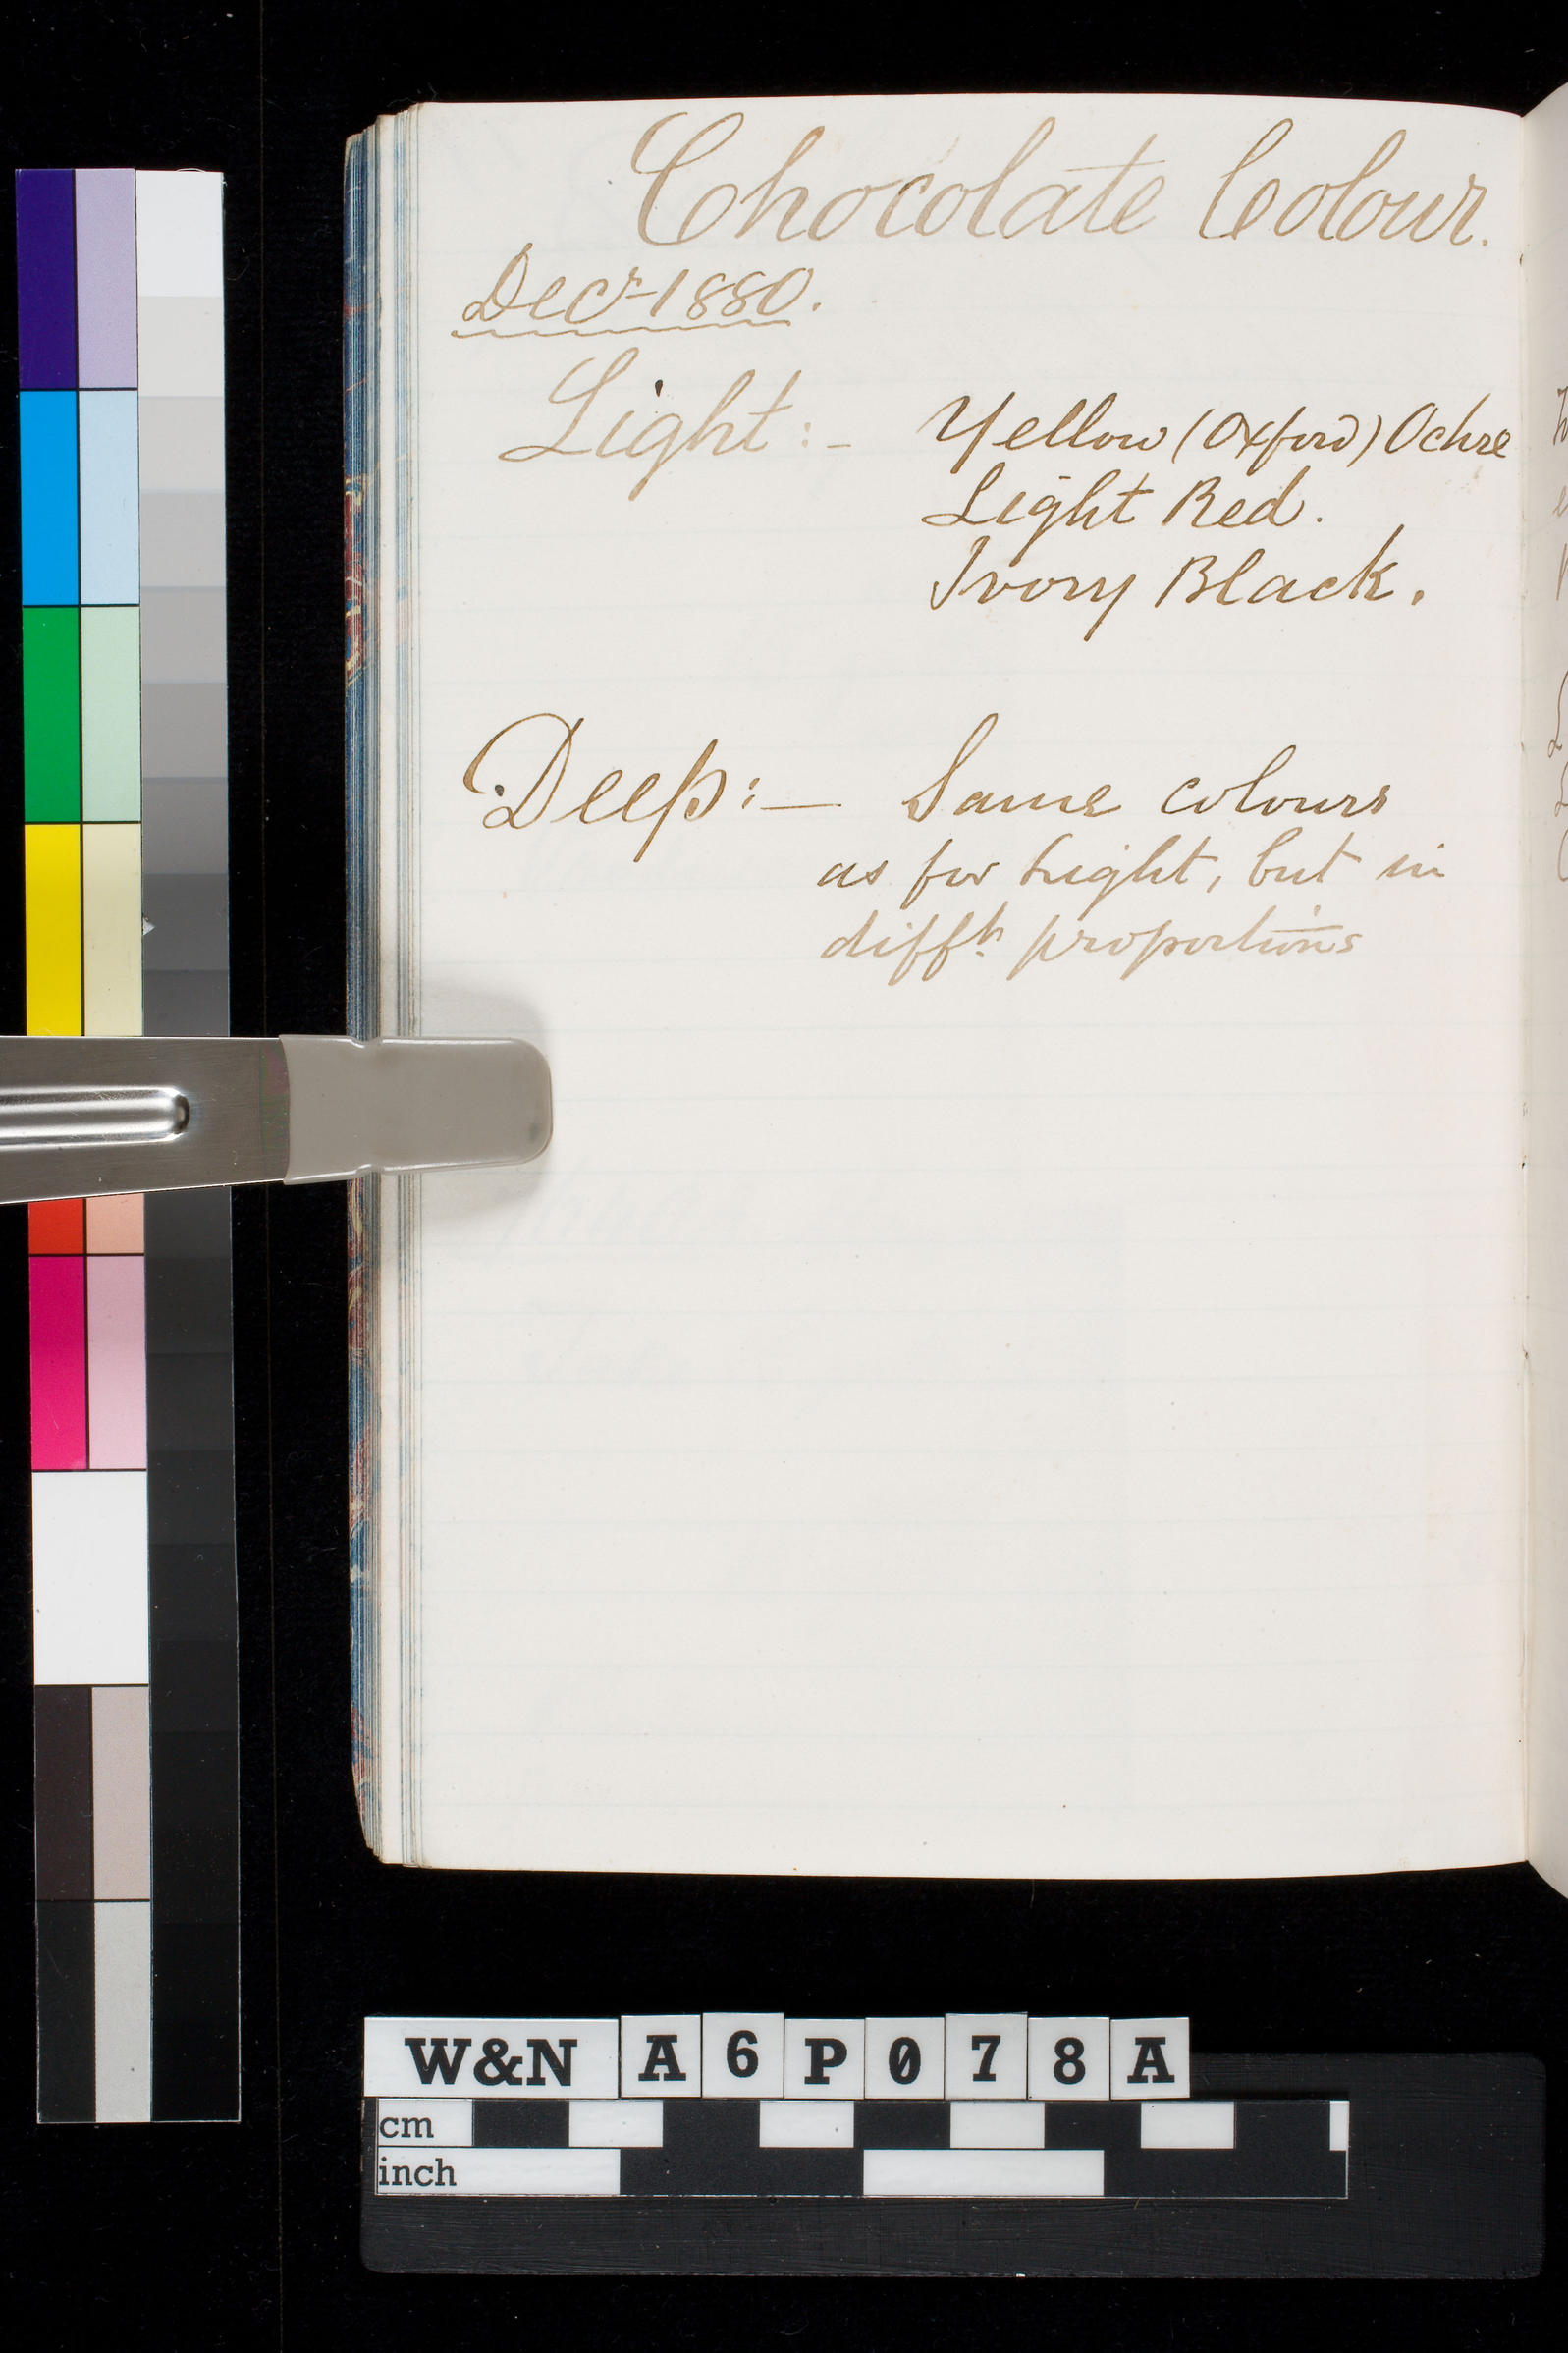 Chocolate Colour.
Decr 1880.
Light:- Yellow (Oxford) Ochre
Light Red.
Ivory Black.
Deep:— Same colours
as for Light, but in
difft. proportions
W&N A6P078A
cm
inch